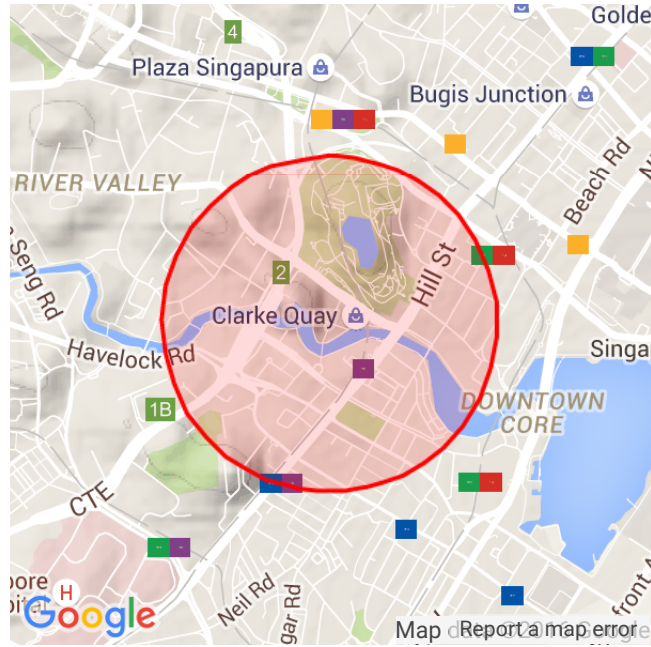 Golde
4
Plaza Singapura
Bugis Junction
RIVER VALLEY
Beach Rd
Seng Rd
2
Hill St
Clarke Quay
Havelock Rd
Singa
1B
DOWNTOWN
CORE
CTE
Neil Rd
H
Google
Map
Report a map error